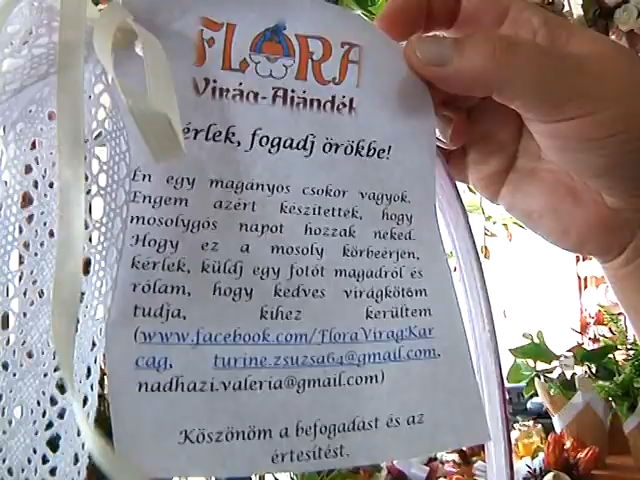 FLORA
Virág-Ajándék
érlek, fogadj örökbe!
Én egy magányos csokor vagyok.
Engem azért készítettek, hogy
mosolygós napot hozzak neked.
Hogy ez a mosoly körbeérjen,
kérlek, küldj egy fotót magadról és
rólam, hogy kedves virágkötőm
tudja, kihez kerültem
(www.facebook.com/FloraViragKar
cag, turine.zsuzsa64@gmail.com,
nadhazi.valeria@gmail.com)
Köszönöm a befogadást és az
értesítést.